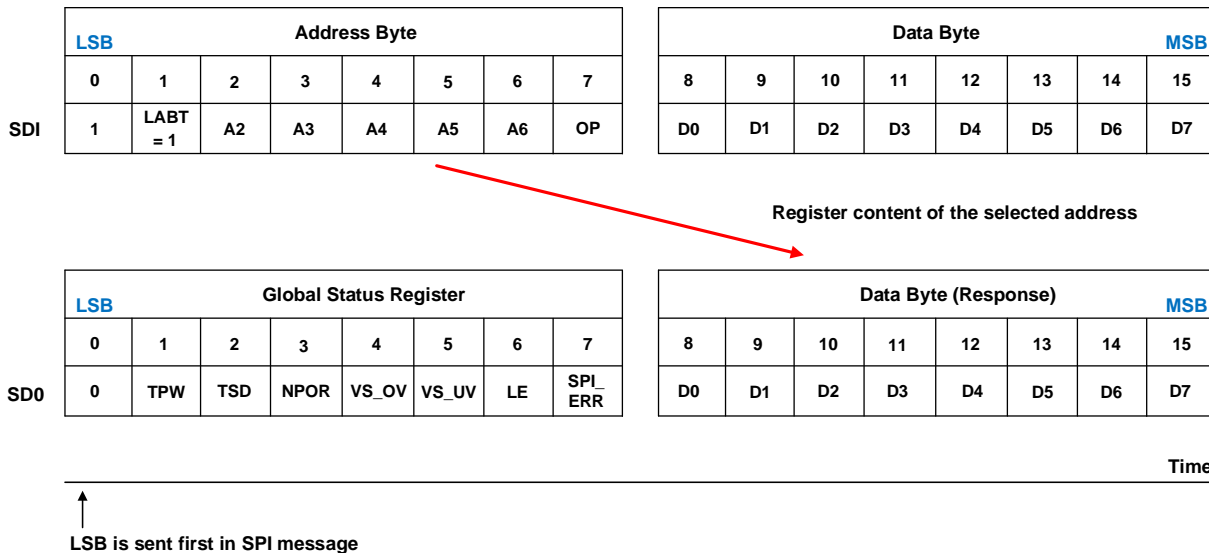 LSB Address Byte Data Byte MSB
0 1 2 3 4 5 6 7 8 9 10 11 12 13 14 15
SDI 1 LABT = 1 A2 A3 A4 A5 A6 OP D0 D1 D2 D3 D4 D5 D6 D7
Register content of the selected address
LSB Global Status Register Data Byte (Response) MSB
0 1 2 3 4 5 6 7 8 9 10 11 12 13 14 15
SD0 0 TPW TSD NPOR VS_OV VS_UV LE SPI_ERR D0 D1 D2 D3 D4 D5 D6 D7
Time
LSB is sent first in SPI message